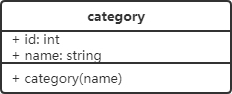 category
+ id: int
+ name: string
+ category(name)